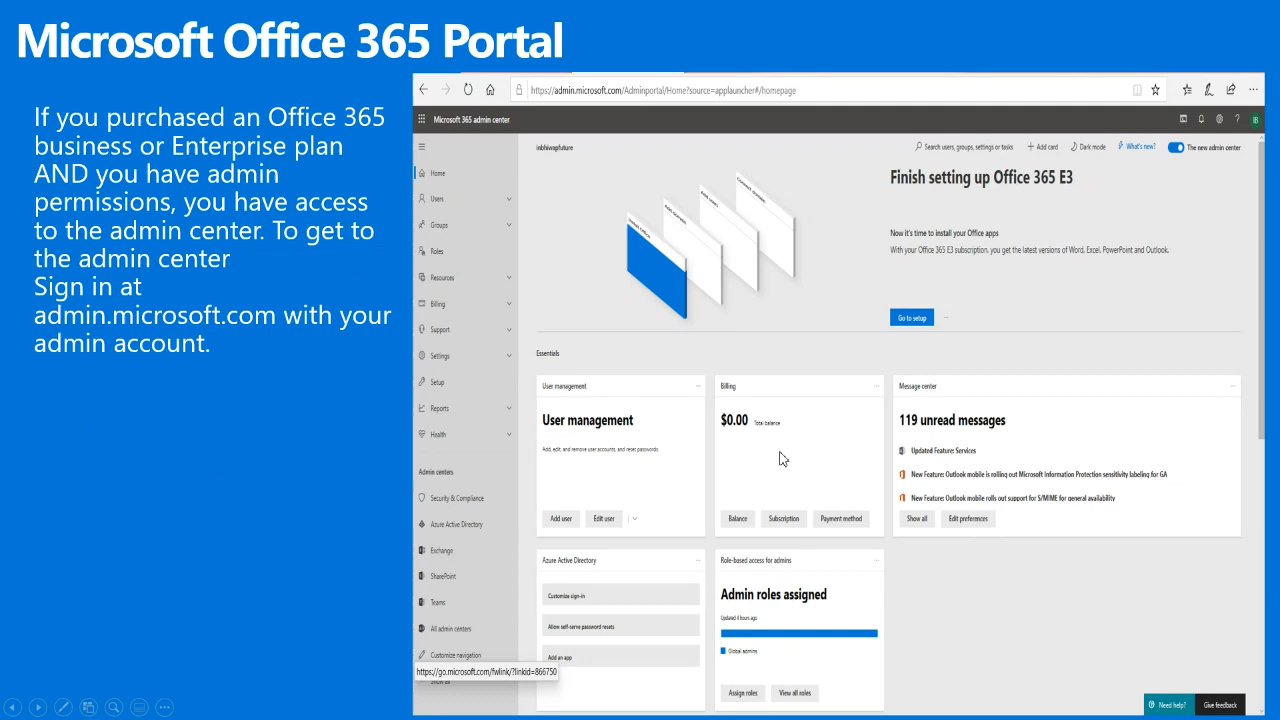 Microsoft Office 365 Portal
If you purchased an Office 365
business or Enterprise plan
AND you have admin
permissions, you have access
to the admin center. To get to
the admin center
Sign in at
admin.microsoft.com with your
admin account.
https://admin.microsoft.com/Adminportal/Home?source=applauncher#/homepage
Microsoft 365 admin center
IB
inbhiwapfuture
Search users, groups, settings or tasks
Add card
Dark mode
What's new?
The new admin center
Home
Users
Groups
Roles
Resources
Billing
Support
Settings
Setup
Reports
Health
Admin centers
Security & Compliance
Azure Active Directory
Exchange
SharePoint
Teams
All admin centers
Customize navigation
https://go.microsoft.com/fwlink/?linkid=866750
Finish setting up Office 365 E3
Now it's time to install your Office apps
With your Office 365 E3 subscription, you get the latest versions of Word, Excel, PowerPoint and Outlook.
Go to setup
Essentials
User management
User management
Add, edit, and remove user accounts, and reset passwords.
Add user
Edit user
Billing
$0.00 Total balance
Balance
Subscription
Payment method
Message center
119 unread messages
Updated Feature: Services
New Feature: Outlook mobile is rolling out Microsoft Information Protection sensitivity labeling for GA
New Feature: Outlook mobile rolls out support for S/MIME for general availability
Show all
Edit preferences
Azure Active Directory
Customize sign-in
Allow self-serve password resets
Add an app
Role-based access for admins
Admin roles assigned
Updated 4 hours ago
Global admins
Assign roles
View all roles
Need help?
Give feedback